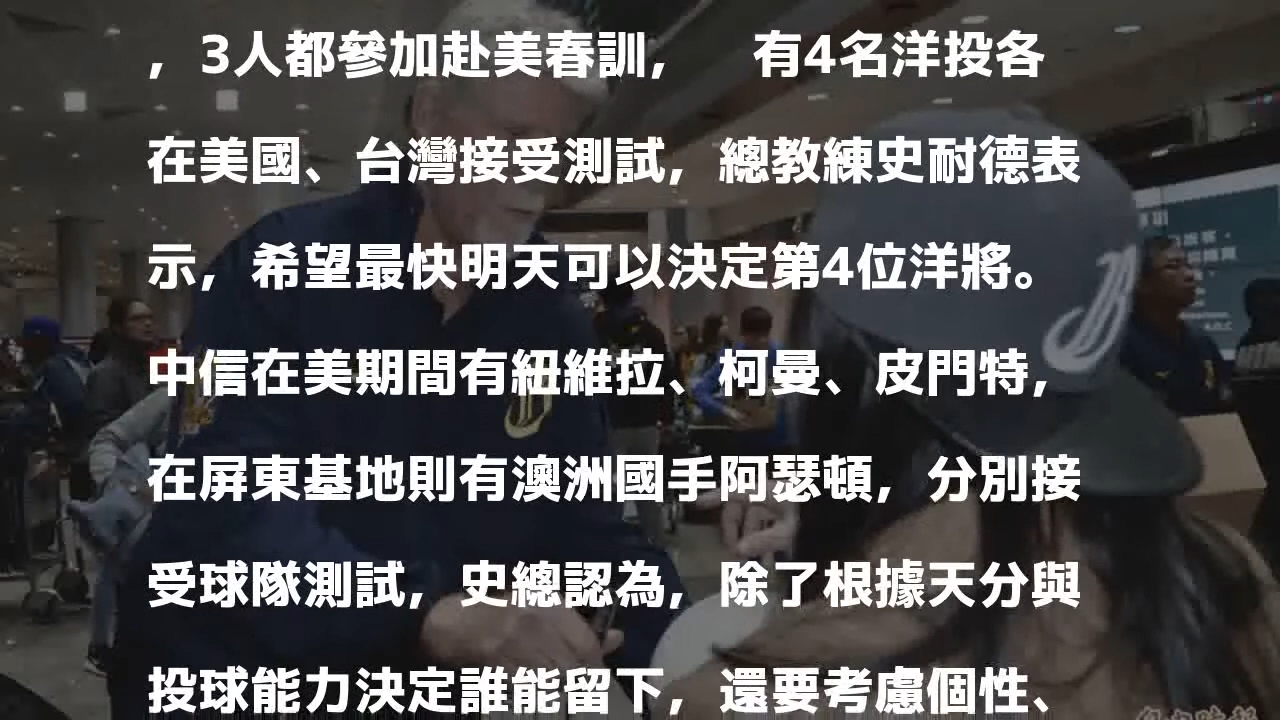 ，3人都參加赴美春訓，　有4名洋投各
在美國、台灣接受測試，總教練史耐德表
示，希望最快明天可以決定第4位洋將。
中信在美期間有紐維拉、柯曼、皮門特，
在屏東基地則有澳洲國手阿瑟頓，分別接
受球隊測試，史總認為，除了根據天分與
投球能力決定誰能留下，還要考慮個性、